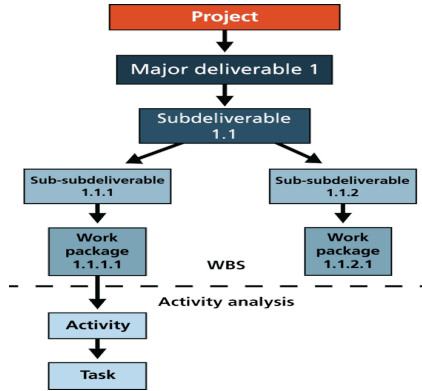 Project
Major deliverable 1
Subdeliverable
1.1
Sub-subdeliverable
1.1.1
Sub-subdeliverable
1.1.2
Work
package
1.1.1.1
Work
package
1.1.2.1
WBS
Activity analysis
Activity
Task